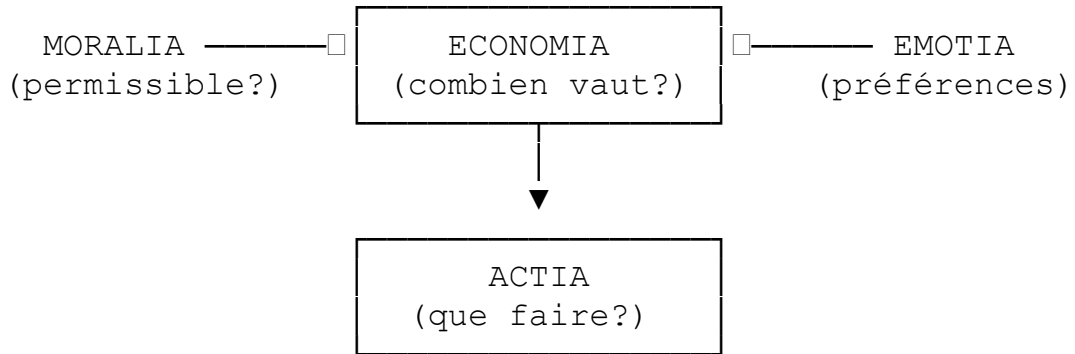 MORALIA ECONOMIA EMOTIA
(permissible?) (combien vaut?) (préférences)
ACTIA
(que faire?)